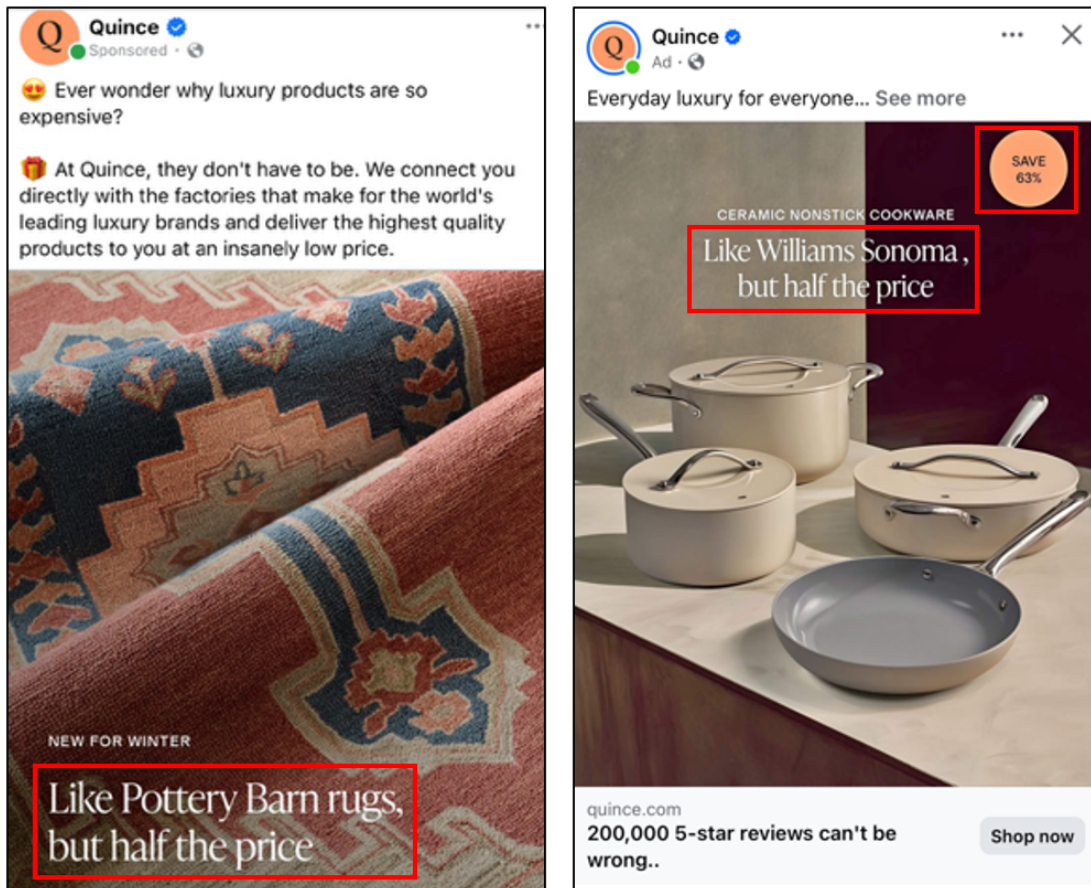 Quince
Sponsored ·
😍 Ever wonder why luxury products are so
expensive?
🎁 At Quince, they don't have to be. We connect you
directly with the factories that make for the world's
leading luxury brands and deliver the highest quality
products to you at an insanely low price.
NEW FOR WINTER
Like Pottery Barn rugs,
but half the price
Quince
Ad ·
Everyday luxury for everyone... See more
SAVE
63%
CERAMIC NONSTICK COOKWARE
Like Williams Sonoma ,
but half the price
quince.com
200,000 5-star reviews can't be
wrong..
Shop now